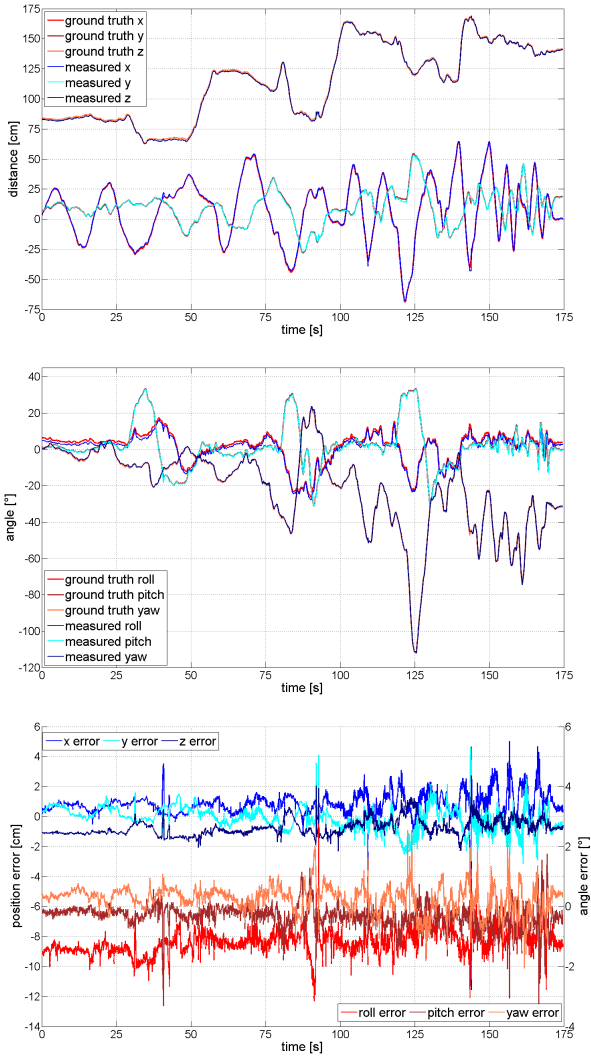 175
150
125
100
75
50
25
0
-25
-50
-75
distance [cm]
ground truth x
ground truth y
ground truth z
measured x
measured y
measured z
0 25 50 75 100 125 150 175
time [s]
40
20
0
-20
-40
-60
-80
-100
-120
angle [°]
ground truth roll
ground truth pitch
ground truth yaw
measured roll
measured pitch
measured yaw
0 25 50 75 100 125 150 175
time [s]
6
4
2
0
-2
-4
-6
-8
-10
-12
-14
position error [cm]
x error y error z error
6
4
2
0
-2
-4
angle error [°]
roll error pitch error yaw error
0 25 50 75 100 125 150 175
time [s]